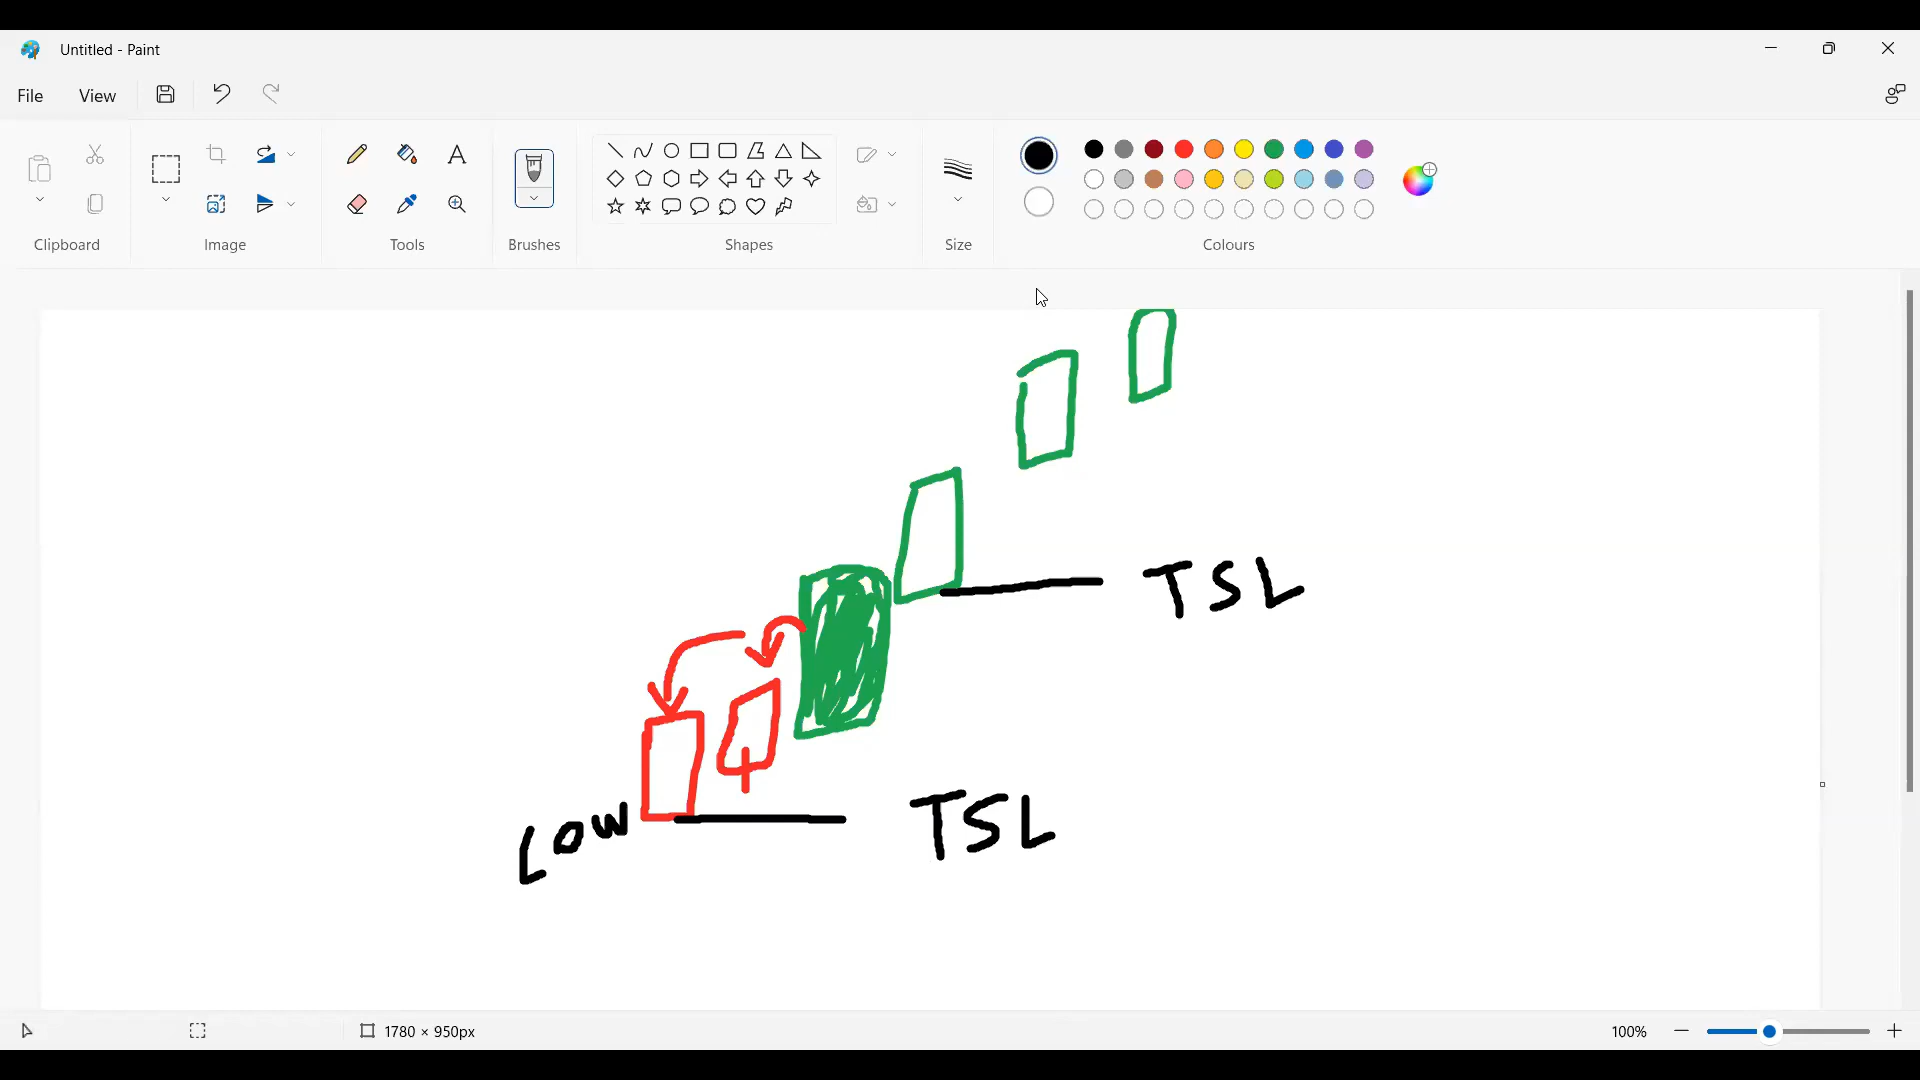 Untitled - Paint
File View
Clipboard Image Tools Brushes Shapes Size Colours
TSL
LOW TSL
1780 × 950px 100%